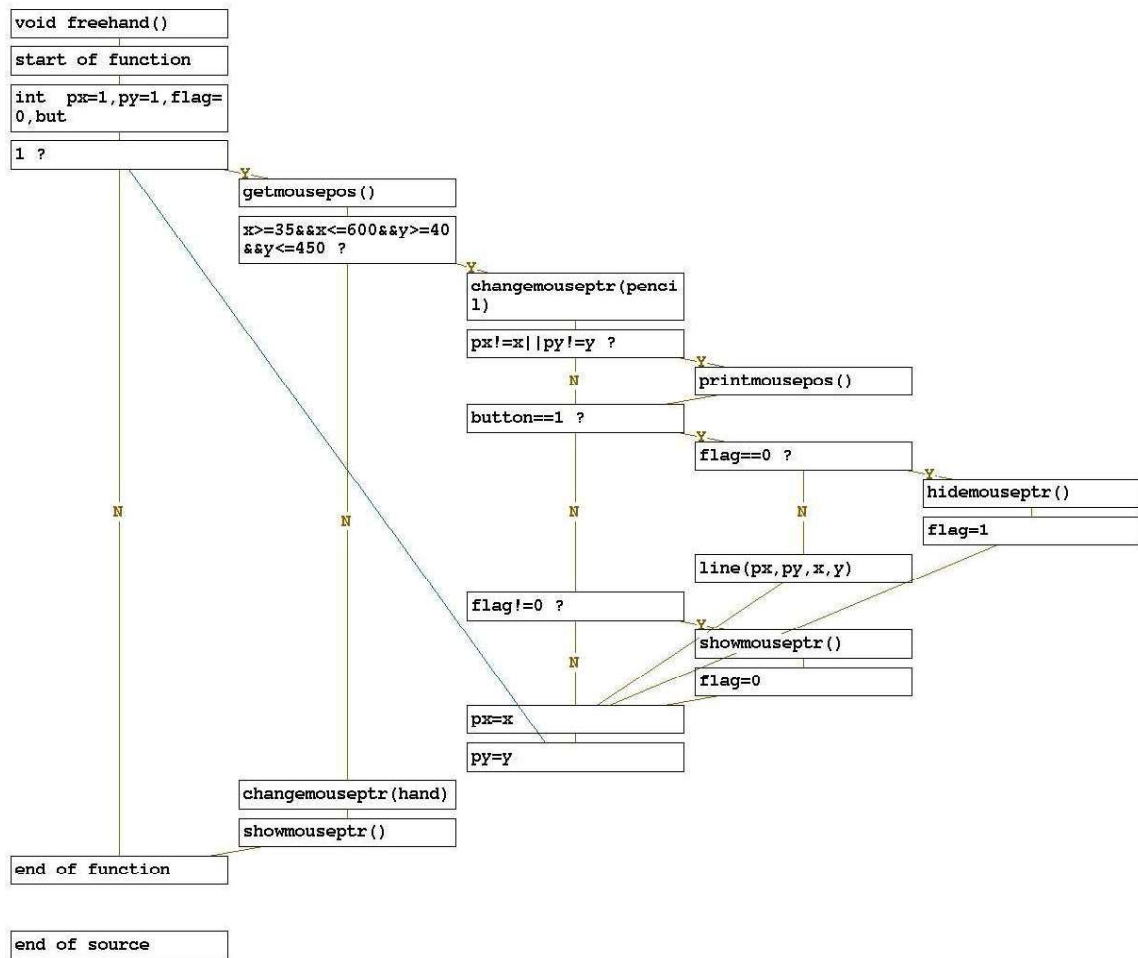 void freehand()
start of function
int  px=1,py=1,flag=
0,but
1 ?
Y
getmousepos()
x>=35&&x<=600&&y>=40
&&y<=450 ?
Y
changemouseptr(penci
l)
px!=x||py!=y ?
Y
N
printmousepos()
button==1 ?
Y
flag==0 ?
Y
hidemouseptr()
N
N
N
N
flag=1
line(px,py,x,y)
flag!=0 ?
Y
showmouseptr()
N
flag=0
px=x
py=y
changemouseptr(hand)
showmouseptr()
end of function
end of source